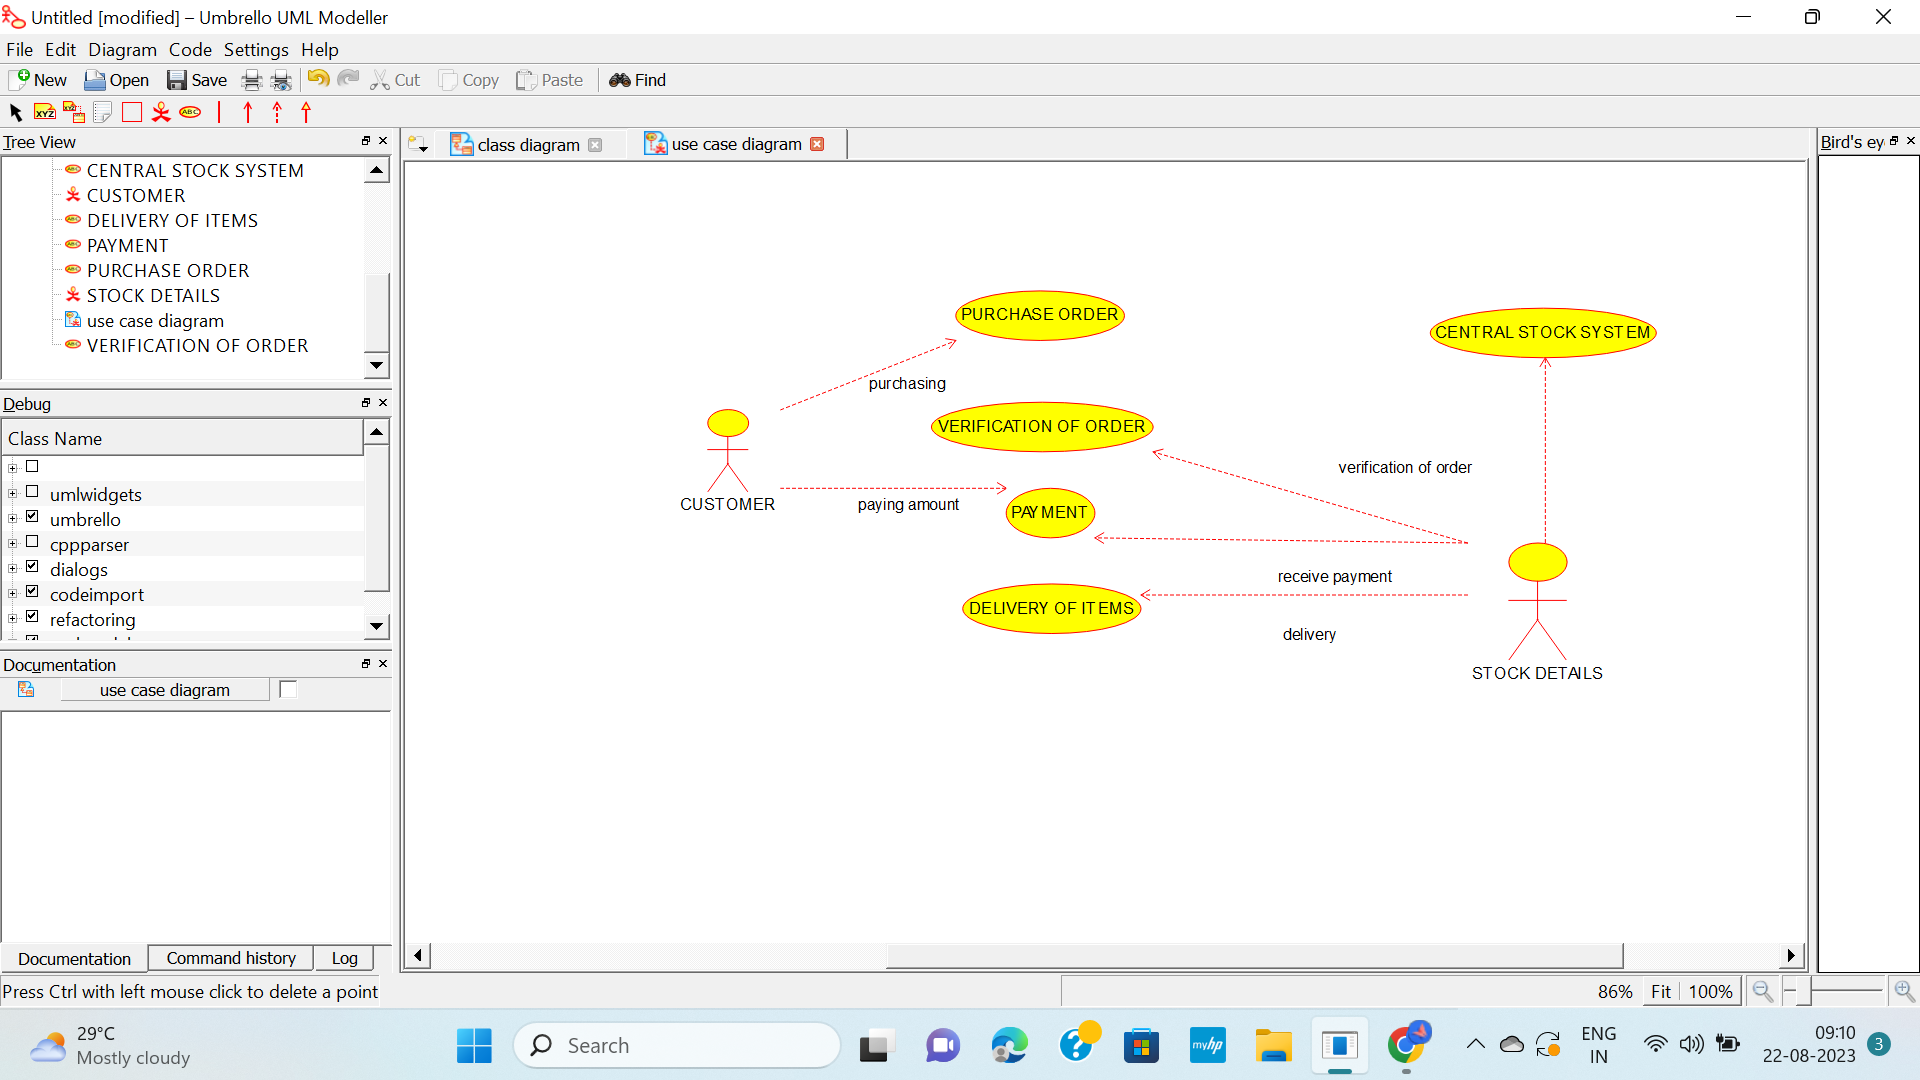 Untitled [modified] – Umbrello UML Modeller
File Edit Diagram Code Settings Help
New Open Save Cut Copy Paste Find
XYZ ABC
Tree View
CENTRAL STOCK SYSTEM
CUSTOMER
DELIVERY OF ITEMS
PAYMENT
PURCHASE ORDER
STOCK DETAILS
use case diagram
VERIFICATION OF ORDER
Debug
Class Name
umlwidgets
umbrello
cppparser
dialogs
codeimport
refactoring
Documentation
use case diagram
Documentation Command history Log
Press Ctrl with left mouse click to delete a point
class diagram use case diagram
PURCHASE ORDER
CENTRAL STOCK SYSTEM
purchasing
VERIFICATION OF ORDER
verification of order
CUSTOMER
paying amount
PAYMENT
receive payment
DELIVERY OF ITEMS
delivery
STOCK DETAILS
Bird's ey
86% Fit 100%
29°C
Mostly cloudy
Search
myhp
ENG
IN
09:10
22-08-2023
3